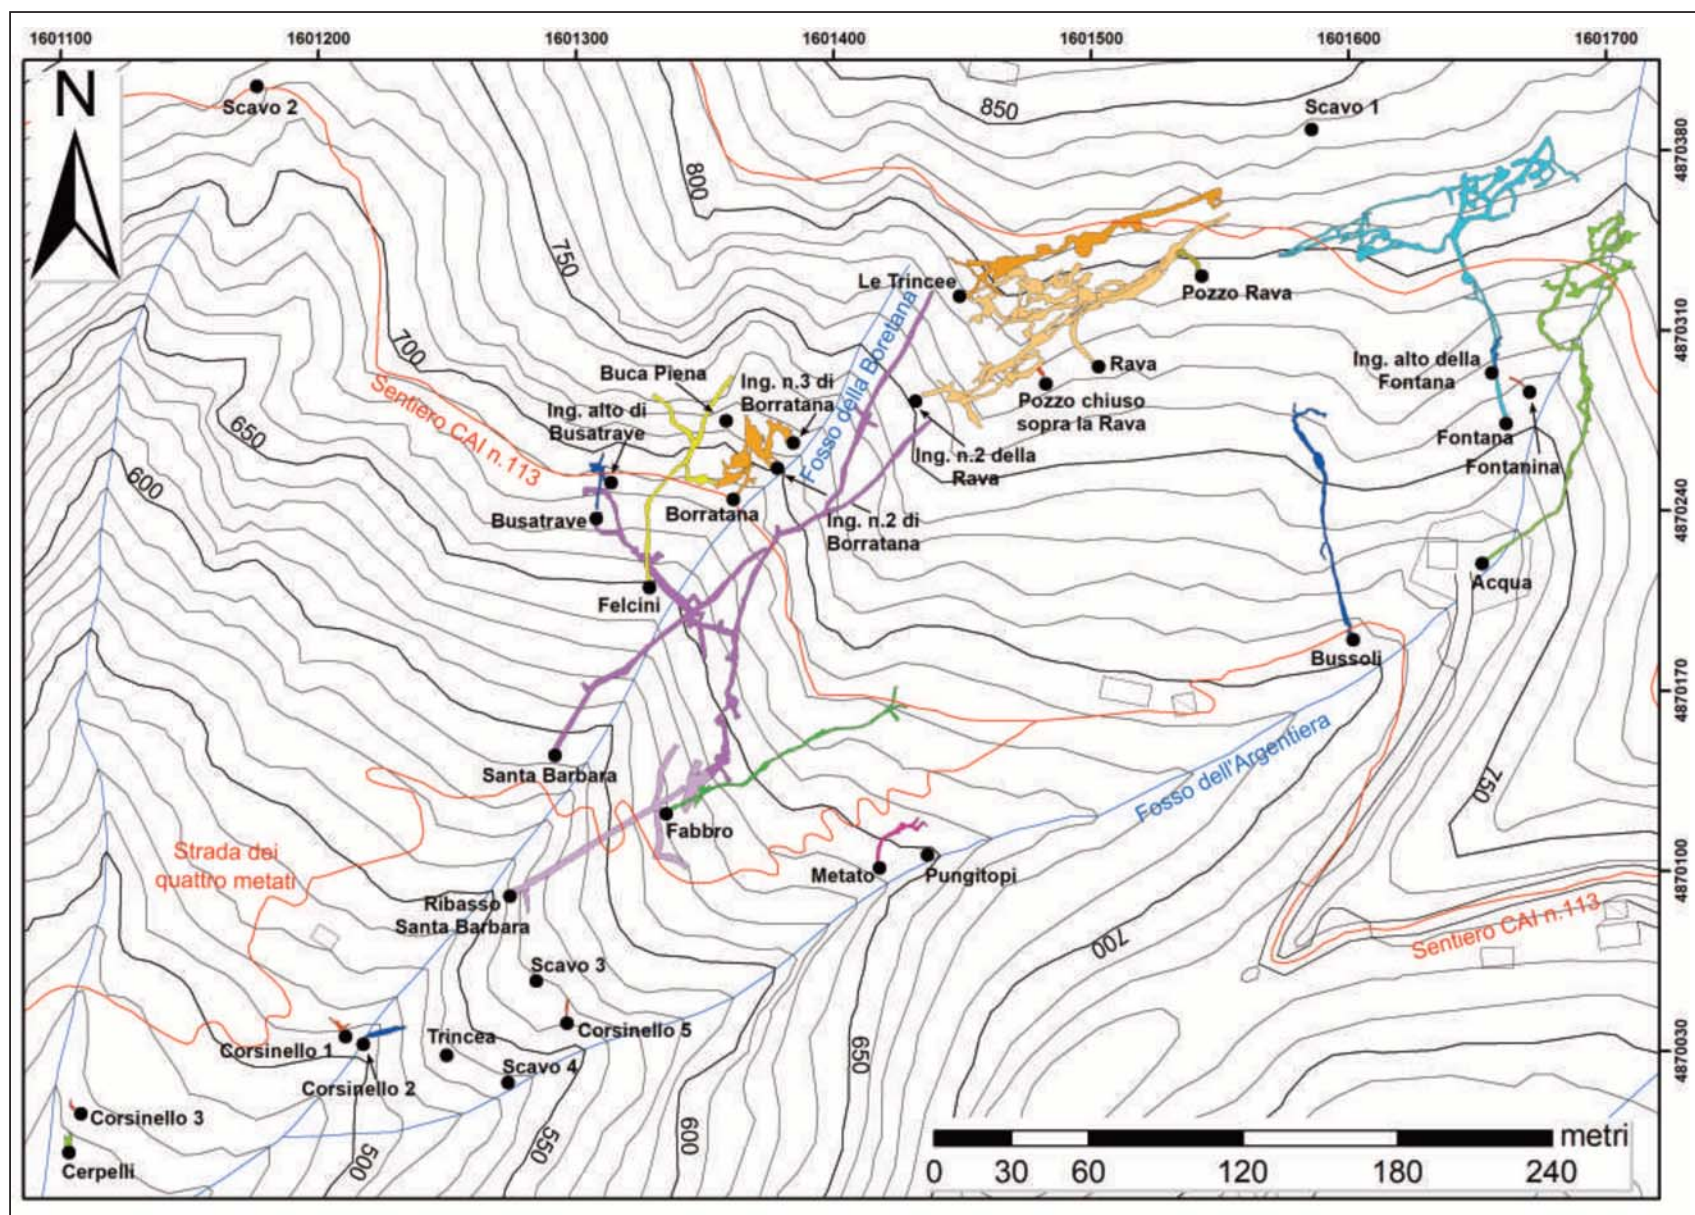 1601100 1601200 1601300 1601400 1601500 1601600 1601700
N
Scavo 2
850
Scavo 1
4870380
800
750
Le Trincee
Pozzo Rava
Fosso della Boretana
4870310
700
Buca Piena
Ing. n.3 di
Borratana
Rava
Ing. alto della
Fontana
Sentiero CAI n.113
Ing. alto di
Busatrave
Pozzo chiuso
sopra la Rava
650
Fontana
Fontanina
Ing. n.2 della
Rava
600
Busatrave
Borratana
Ing. n.2 di
Borratana
4870240
Felcini
Acqua
Bussoli
4870170
Santa Barbara
Fosso dell'Argentiera
750
Fabbro
Strada dei
quattro metati
Metato
Pungitopi
4870100
Ribasso
Santa Barbara
700
Sentiero CAI n.113
Scavo 3
Corsinello 5
Trincea
Corsinello 1
650
4870030
Scavo 4
Corsinello 2
Corsinello 3
600
550
500
metri
Cerpelli
0 30 60 120 180 240